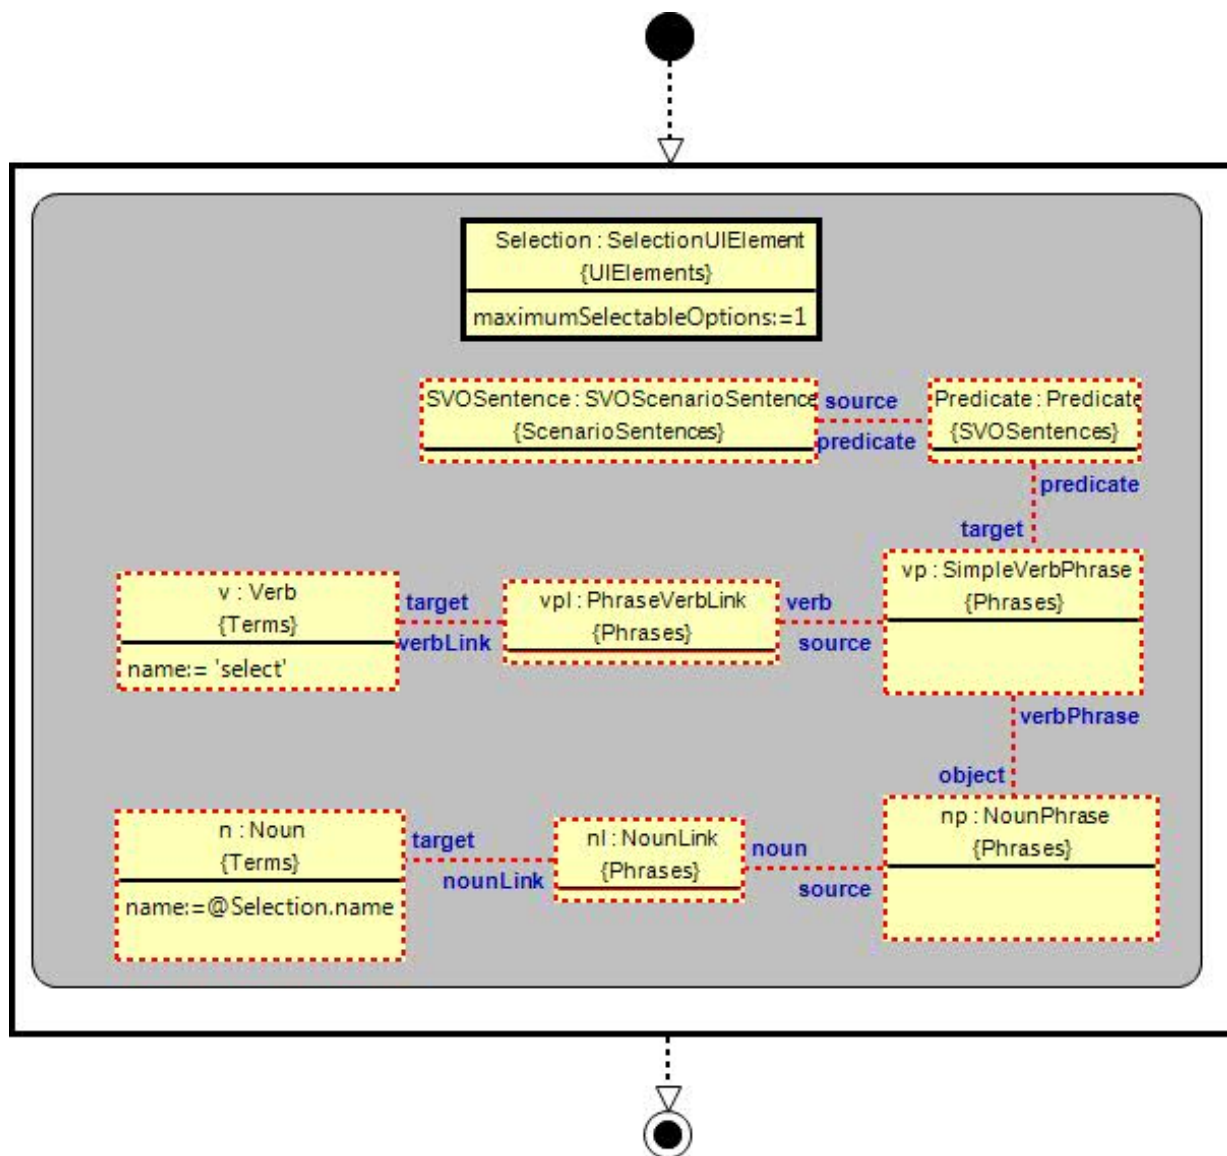 Selection : SelectionUIElement
{UIElements}
maximumSelectableOptions:=1
SVOSentence : SVOScenarioSentence
{ScenarioSentences}
source
predicate
Predicate : Predicate
{SVOSentences}
predicate
target
v : Verb
{Terms}
name:= 'select'
target
verbLink
vpl : PhraseVerbLink
{Phrases}
verb
source
vp : SimpleVerbPhrase
{Phrases}
verbPhrase
object
n : Noun
{Terms}
name:=@Selection.name
target
nounLink
nl : NounLink
{Phrases}
noun
source
np : NounPhrase
{Phrases}